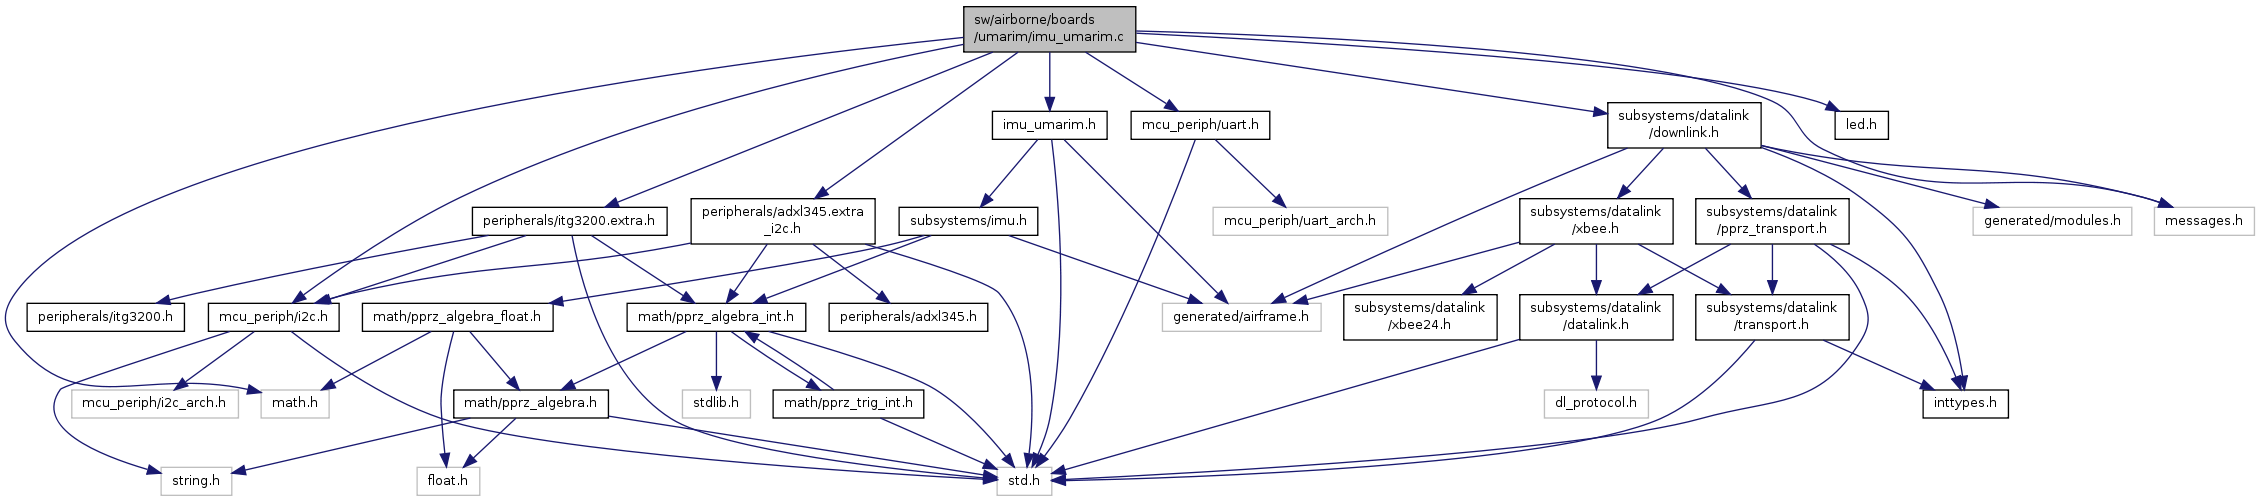 sw/airborne/boards
/umarim/imu_umarim.c
imu_umarim.h
mcu_periph/uart.h
subsystems/datalink
/downlink.h
led.h
peripherals/itg3200.extra.h
peripherals/adxl345.extra
_i2c.h
subsystems/imu.h
mcu_periph/uart_arch.h
subsystems/datalink
/xbee.h
subsystems/datalink
/pprz_transport.h
generated/modules.h
messages.h
peripherals/itg3200.h
mcu_periph/i2c.h
math/pprz_algebra_float.h
math/pprz_algebra_int.h
peripherals/adxl345.h
generated/airframe.h
subsystems/datalink
/xbee24.h
subsystems/datalink
/datalink.h
subsystems/datalink
/transport.h
mcu_periph/i2c_arch.h
math.h
math/pprz_algebra.h
stdlib.h
math/pprz_trig_int.h
dl_protocol.h
inttypes.h
string.h
float.h
std.h